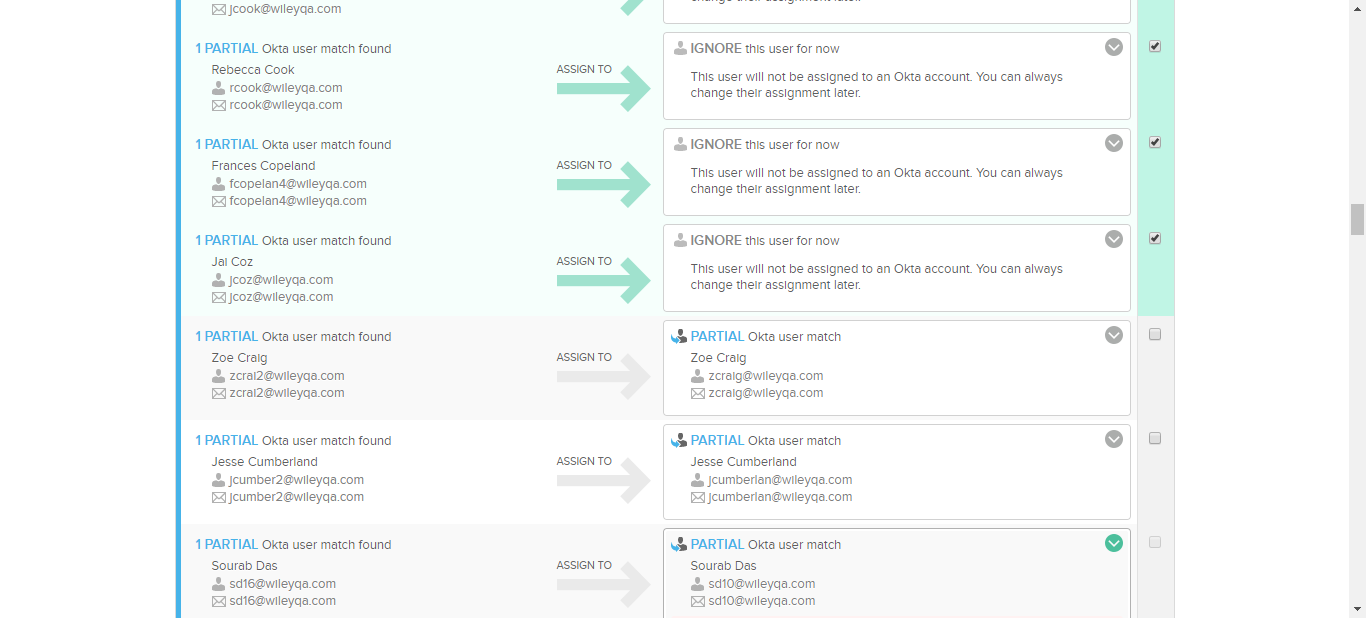 jcook@wileyqa.com
change their assignment later.
1 PARTIAL Okta user match found
Rebecca Cook
rcook@wileyqa.com
rcook@wileyqa.com
ASSIGN TO
IGNORE this user for now
This user will not be assigned to an Okta account. You can always
change their assignment later.
1 PARTIAL Okta user match found
Frances Copeland
fcopelan4@wileyqa.com
fcopelan4@wileyqa.com
ASSIGN TO
IGNORE this user for now
This user will not be assigned to an Okta account. You can always
change their assignment later.
1 PARTIAL Okta user match found
Jai Coz
jcoz@wileyqa.com
jcoz@wileyqa.com
ASSIGN TO
IGNORE this user for now
This user will not be assigned to an Okta account. You can always
change their assignment later.
1 PARTIAL Okta user match found
Zoe Craig
zcrai2@wileyqa.com
zcrai2@wileyqa.com
ASSIGN TO
PARTIAL Okta user match
Zoe Craig
zcraig@wileyqa.com
zcraig@wileyqa.com
1 PARTIAL Okta user match found
Jesse Cumberland
jcumber2@wileyqa.com
jcumber2@wileyqa.com
ASSIGN TO
PARTIAL Okta user match
Jesse Cumberland
jcumberlan@wileyqa.com
jcumberlan@wileyqa.com
1 PARTIAL Okta user match found
Sourab Das
sd16@wileyqa.com
sd16@wileyqa.com
ASSIGN TO
PARTIAL Okta user match
Sourab Das
sd10@wileyqa.com
sd10@wileyqa.com